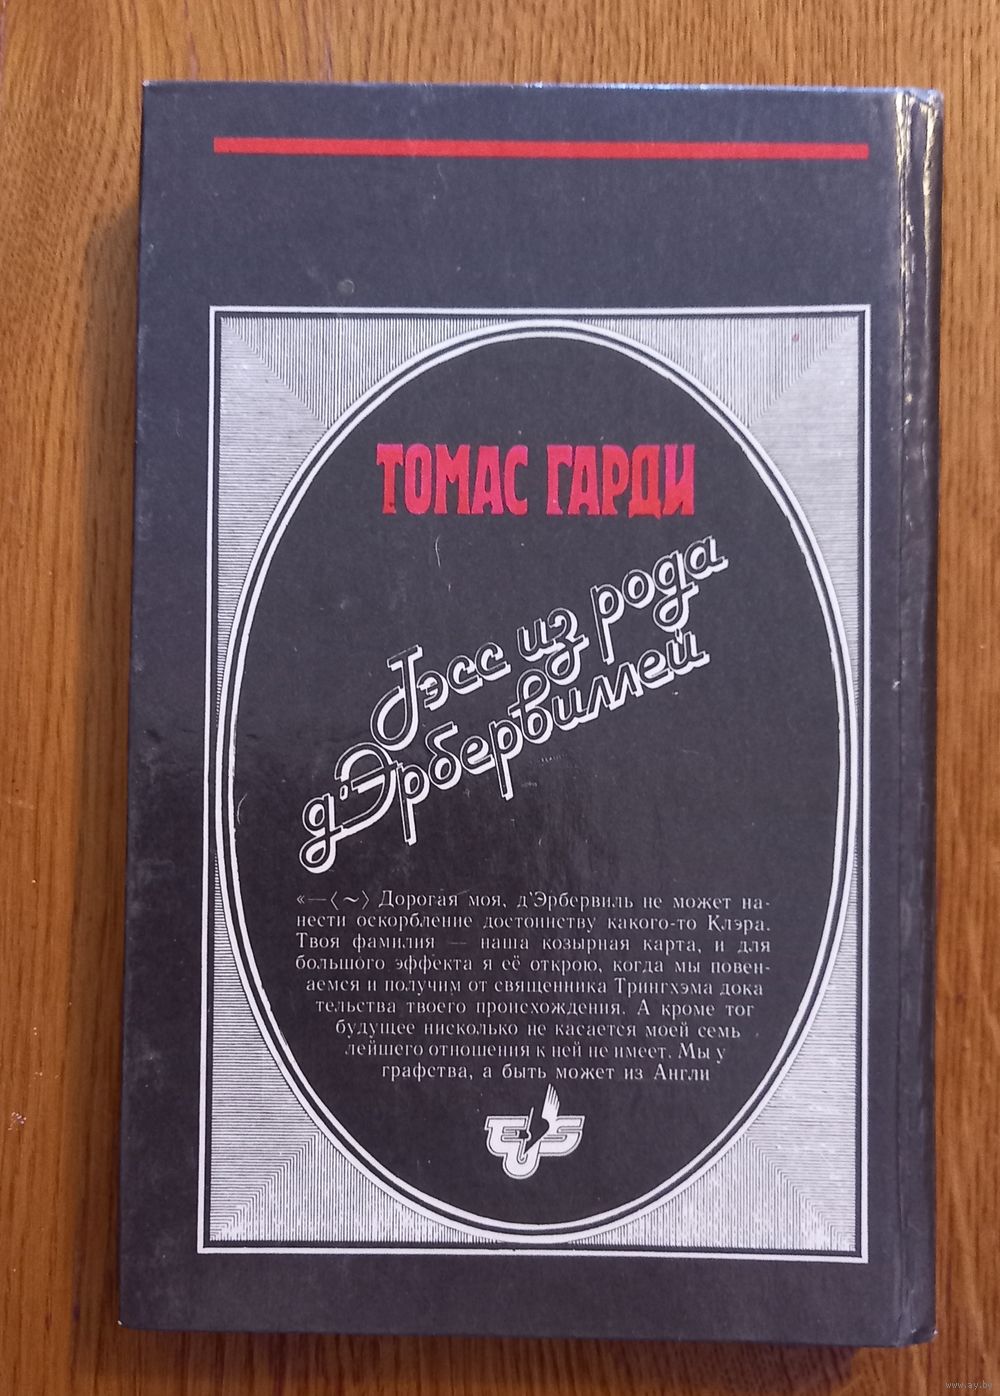 ТОМАС ГАРДИ
Тэсс из рода
д'Эрбервиллей
«—⟨~⟩ Дорогая моя, д'Эрбервиль не может на-
нести оскорбление достоинству какого-то Клэра.
Твоя фамилия — наша козырная карта, и для
большого эффекта я её открою, когда мы повен-
чаемся и получим от священника Трингхэма дока
тельства твоего происхождения. А кроме тог
будущее нисколько не касается моей семь
лейшего отношения к ней не имеет. Мы у
графства, а быть может из Англи
www.ay.by